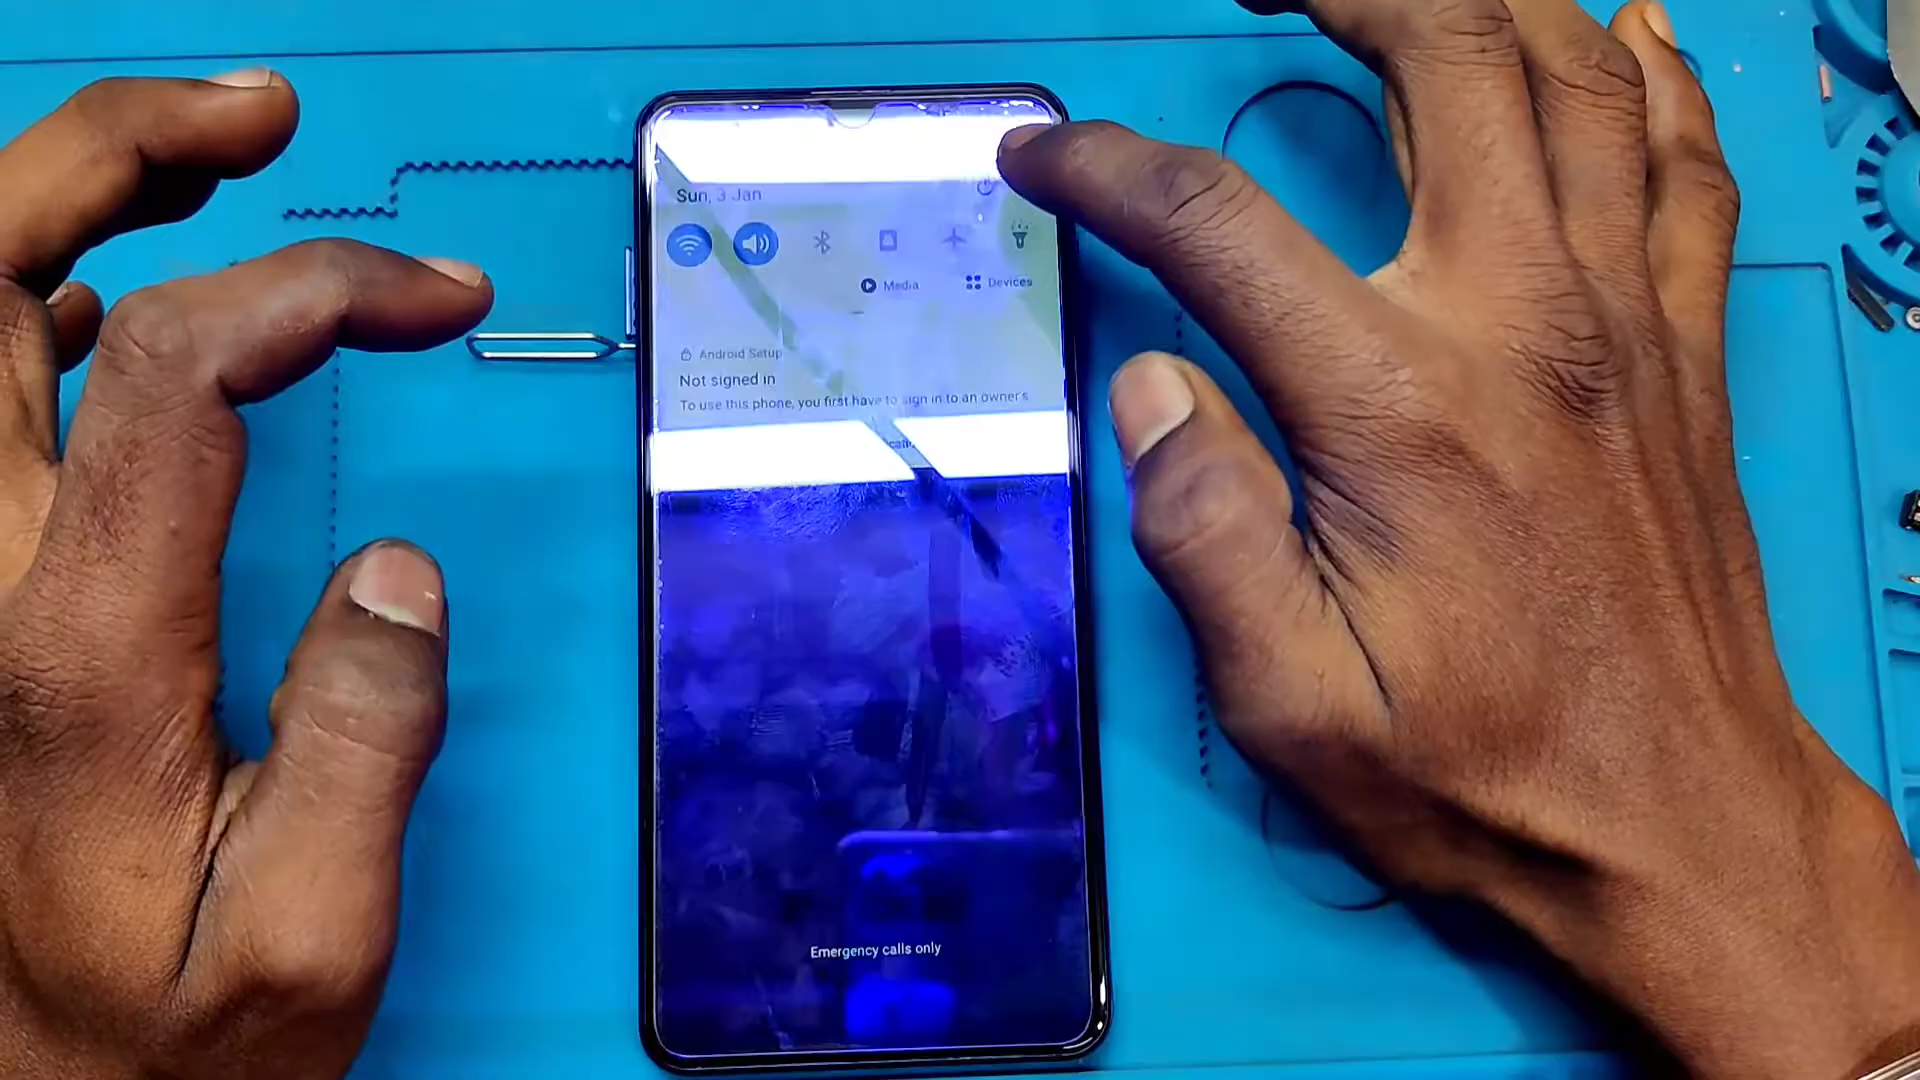 Sun, 3 Jan
Media
Devices
Android Setup
Not signed in
To use this phone, you first have to sign in to an owner's
Emergency calls only